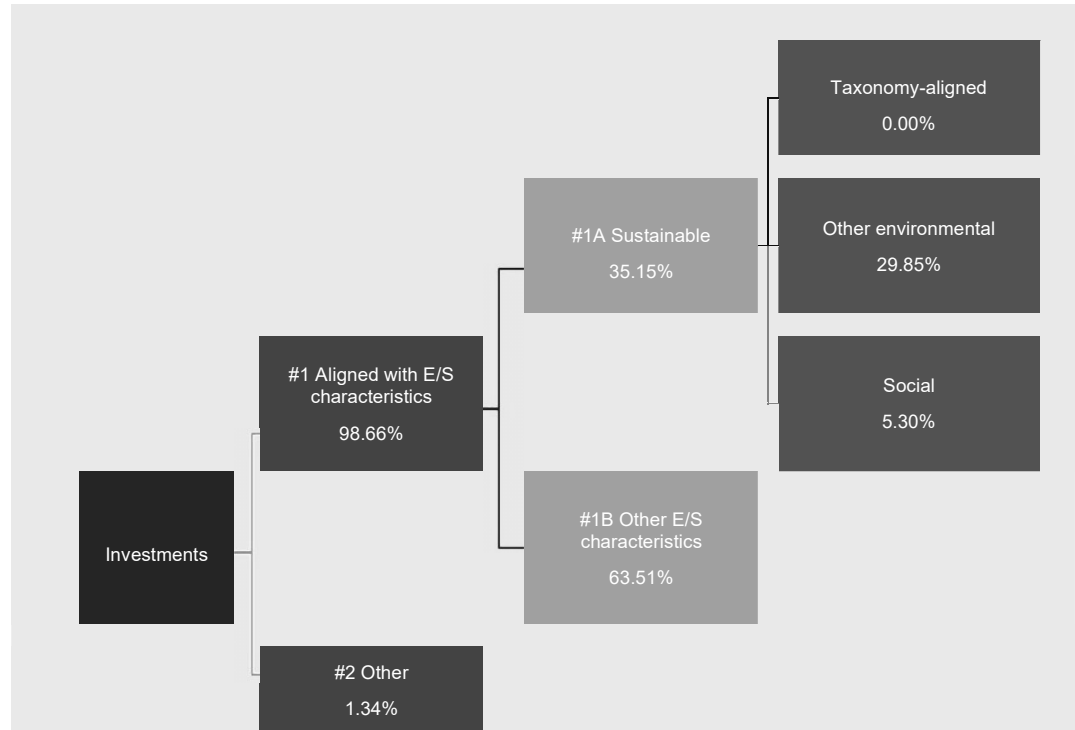 Taxonomy-aligned
0.00%
#1A Sustainable
35.15%
Other environmental
29.85%
#1 Aligned with E/S
characteristics
98.66%
Social
5.30%
Investments
#1B Other E/S
characteristics
63.51%
#2 Other
1.34%